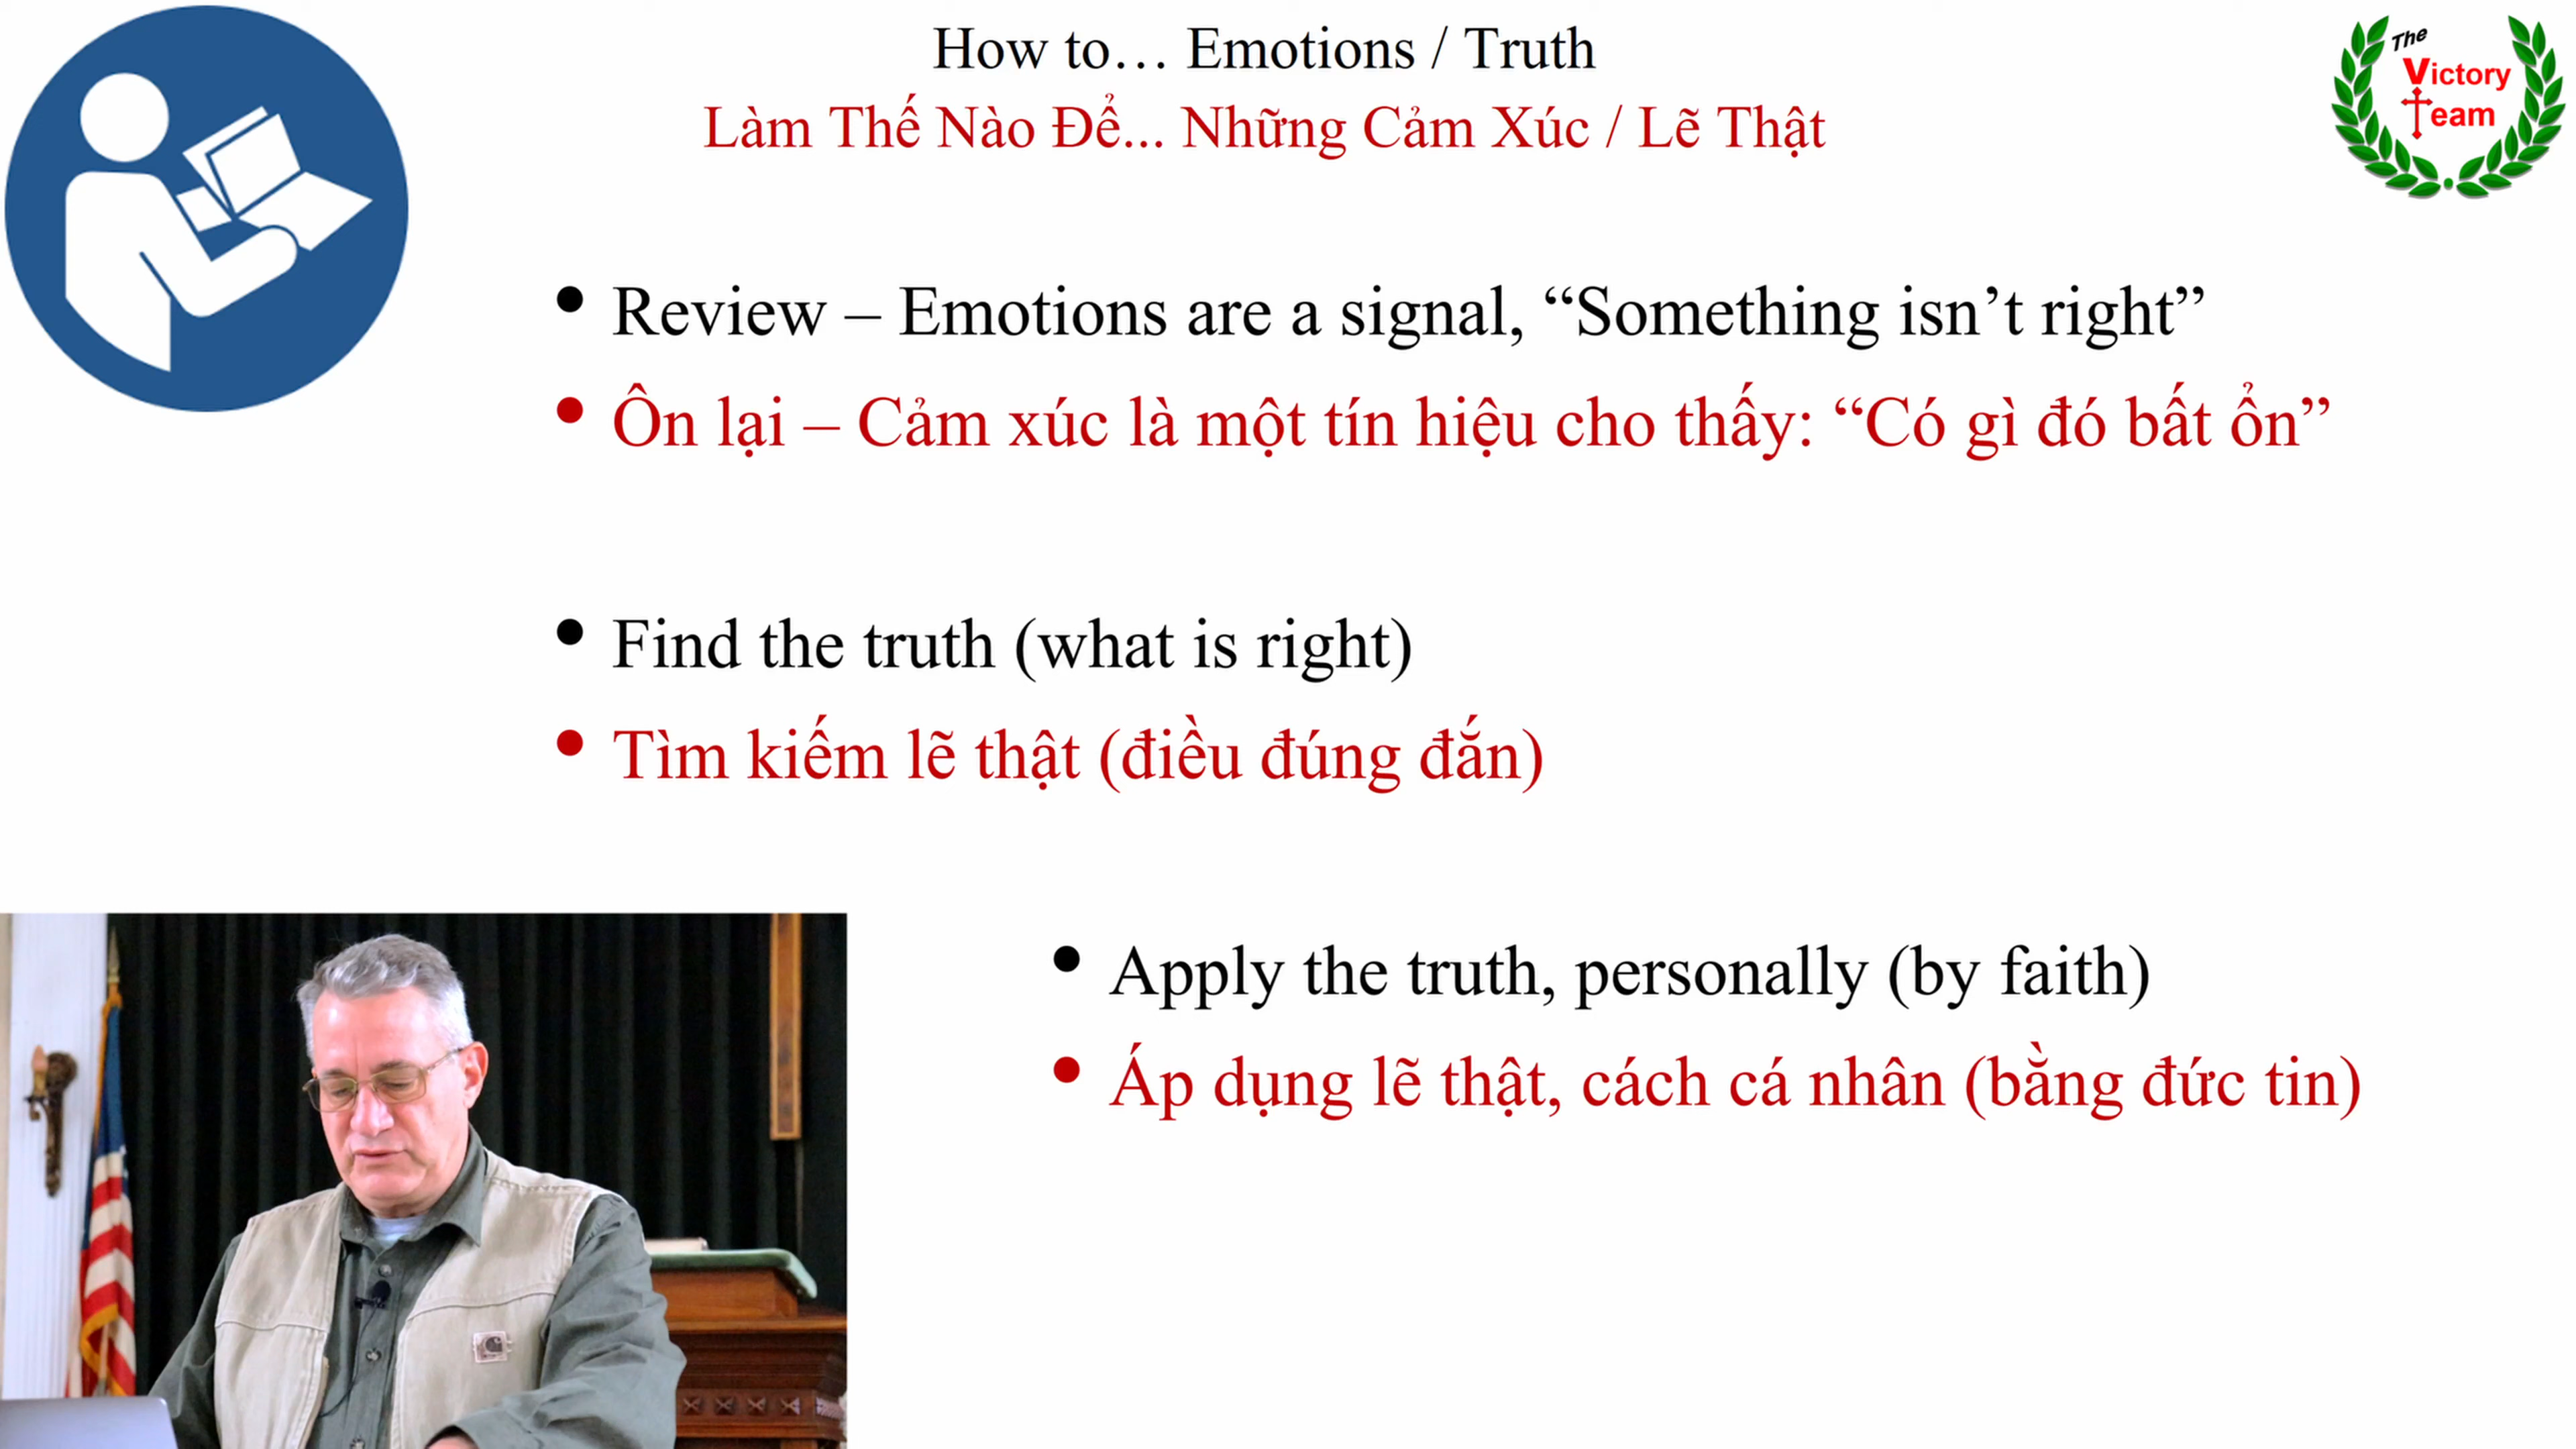 How to… Emotions / Truth
Làm Thế Nào Để... Những Cảm Xúc / Lẽ Thật
The
Victory
Team
• Review – Emotions are a signal, “Something isn’t right”
• Ôn lại – Cảm xúc là một tín hiệu cho thấy: “Có gì đó bất ổn”
• Find the truth (what is right)
• Tìm kiếm lẽ thật (điều đúng đắn)
• Apply the truth, personally (by faith)
• Áp dụng lẽ thật, cách cá nhân (bằng đức tin)